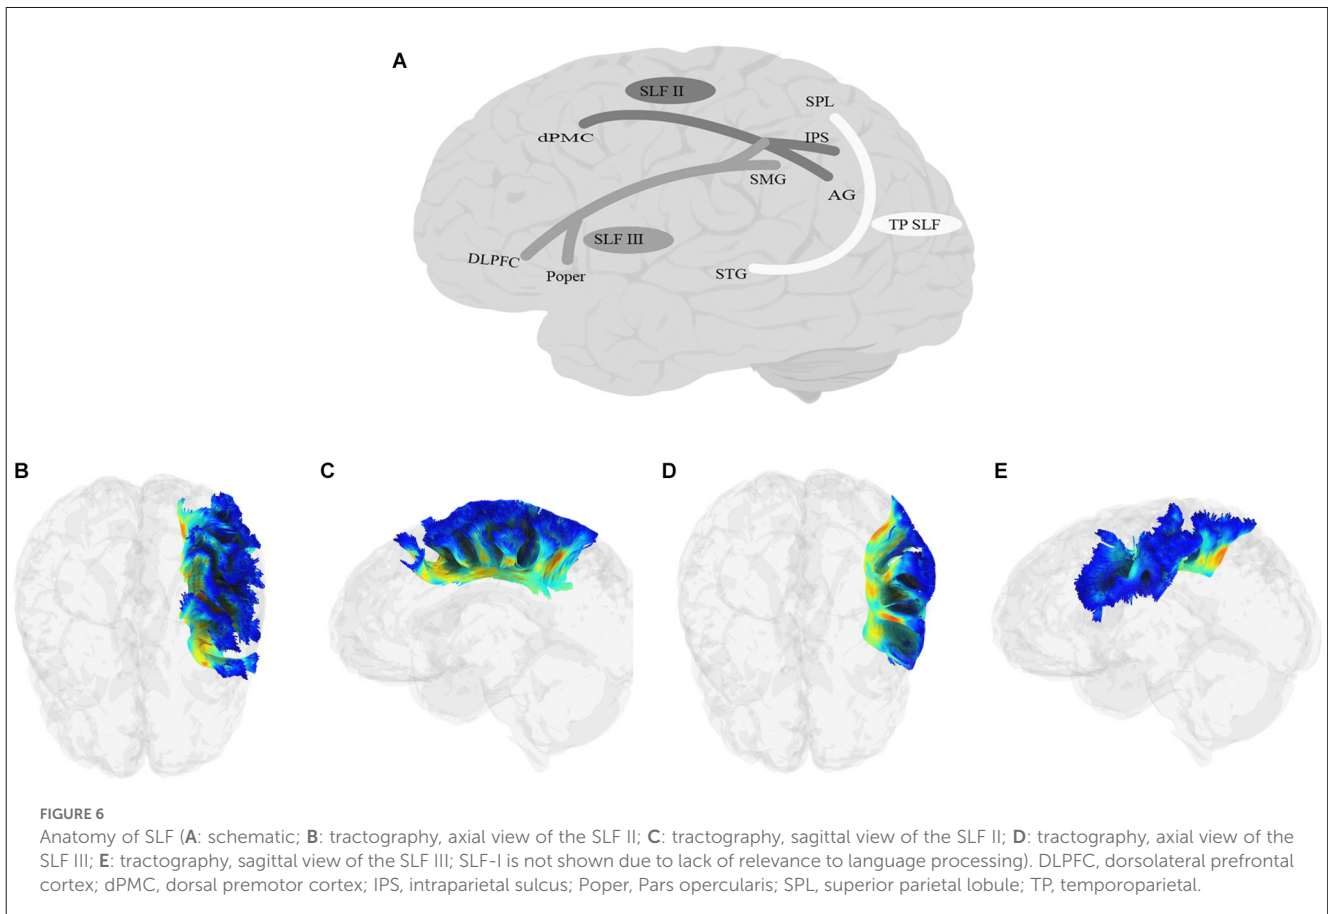 A
SLF II
SPL
dPMC
IPS
SMG
AG
TP SLF
SLF III
DLPFC
Poper
STG
B
C
D
E
FIGURE 6
Anatomy of SLF (A: schematic; B: tractography, axial view of the SLF II; C: tractography, sagittal view of the SLF II; D: tractography, axial view of the
SLF III; E: tractography, sagittal view of the SLF III; SLF-I is not shown due to lack of relevance to language processing). DLPFC, dorsolateral prefrontal
cortex; dPMC, dorsal premotor cortex; IPS, intraparietal sulcus; Poper, Pars opercularis; SPL, superior parietal lobule; TP, temporoparietal.